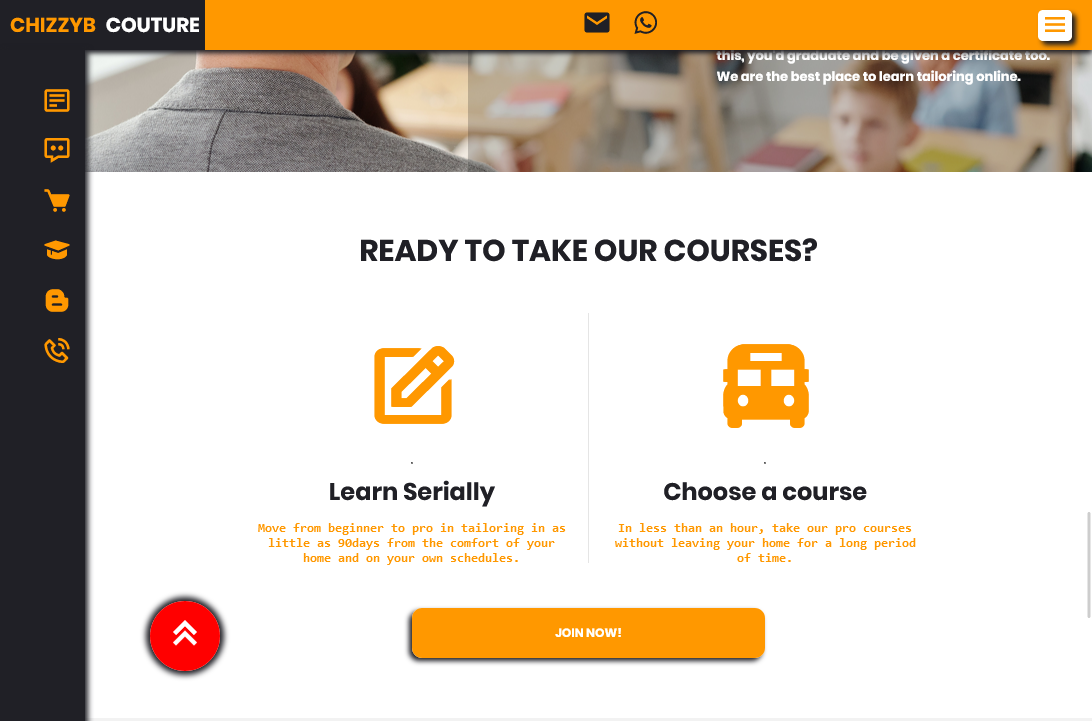 CHIZZYB COUTURE
this, you'd graduate and be given a certificate too.
We are the best place to learn tailoring online.
READY TO TAKE OUR COURSES?
.
Learn Serially
Move from beginner to pro in tailoring in as
little as 90days from the comfort of your
home and on your own schedules.
.
Choose a course
In less than an hour, take our pro courses
without leaving your home for a long period
of time.
JOIN NOW!